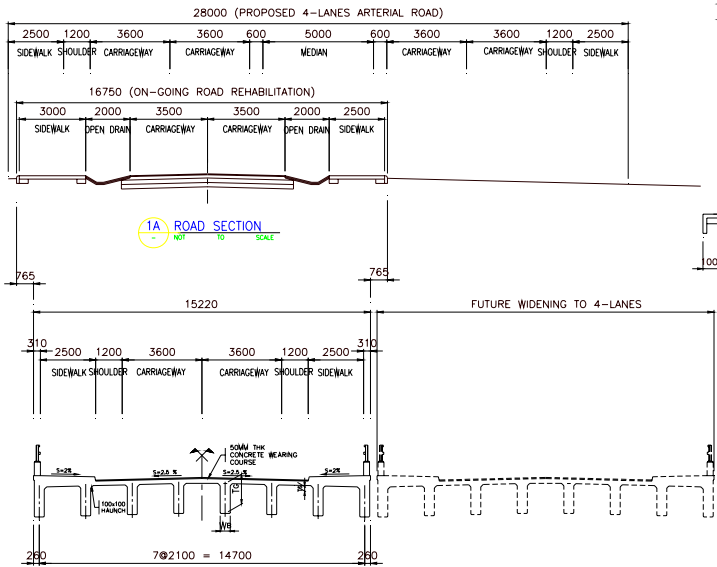 28000 (PROPOSED 4-LANES ARTERIAL ROAD)
2500 1200 3600 3600 600 5000 600 3600 3600 1200 2500
SIDEWALK SHOULDER CARRIAGEWAY CARRIAGEWAY MEDIAN CARRIAGEWAY CARRIAGEWAY SHOULDER SIDEWALK
16750 (ON-GOING ROAD REHABILITATION)
3000 2000 3500 3500 2000 2500
SIDEWALK OPEN DRAIN CARRIAGEWAY CARRIAGEWAY OPEN DRAIN SIDEWALK
1A ROAD SECTION
NOT TO SCALE
100
765 765
15220 FUTURE WIDENING TO 4-LANES
310 310
2500 1200 3600 3600 1200 2500
SIDEWALK SHOULDER CARRIAGEWAY CARRIAGEWAY SHOULDER SIDEWALK
50MM THK
CONCRETE WEARING
COURSE
S=2% S=2.5 % S=2.5 % S=2%
TG
100x100
HAUNCH
WB
260 7@2100 = 14700 260